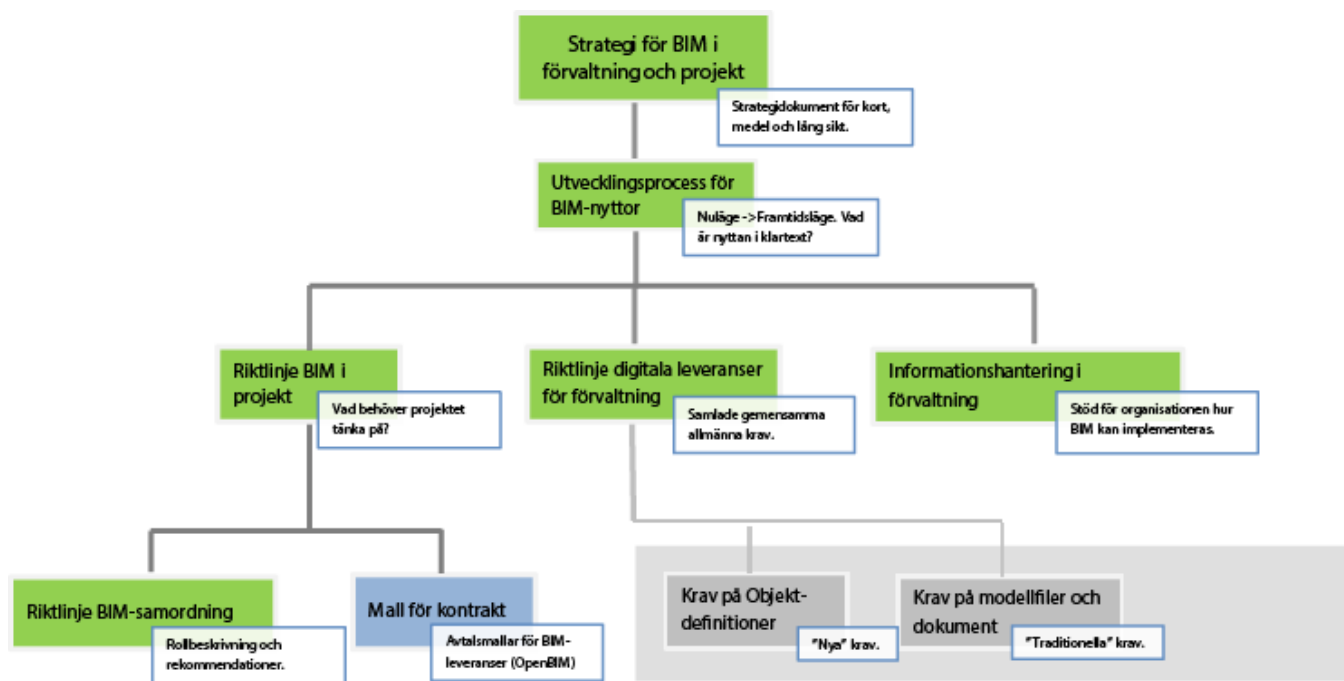 Strategi för BIM i
förvaltning och projekt
Strategidokument för kort,
medel och lång sikt.
Utvecklingsprocess för
BIM-nyttor
Nuläge ->Framtidsläge. Vad
är nyttan i klartext?
Riktlinje BIM i
projekt
Vad behöver projektet
tänka på?
Riktlinje digitala leveranser
för förvaltning
Samlade gemensamma
allmänna krav.
Informationshantering i
förvaltning
Stöd för organisationen hur
BIM kan implementeras.
Riktlinje BIM-samordning
Rollbeskrivning och
rekommendationer.
Mall för kontrakt
Avtalsmallar för BIM-
leveranser (OpenBIM)
Krav på Objekt-
definitioner
"Nya" krav.
Krav på modellfiler och
dokument
"Traditionella" krav.